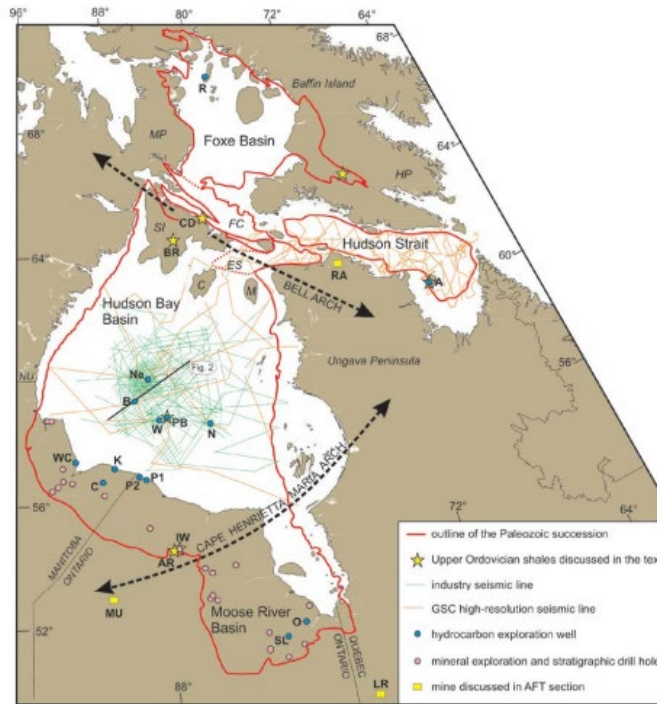 96°
88°
80°
72°
64°
68°
R
Baffin Island
MP
68°
Foxe Basin
64°
HP
CD
FC
SI
Hudson Strait
BR
60°
64°
ES
RA
A
C
M
BELL ARCH
Hudson Bay
Basin
56°
Fig. 2
Ungava Peninsula
NU
Na
B
W
PB
N
WC
K
C
P2
P1
56°
72°
CAPE HENRIETTA MARIA ARCH
MANITOBA
ONTARIO
IW
AR
MU
Moose River
Basin
O
SL
52°
QUEBEC
ONTARIO
LR
88°
outline of the Paleozoic succession
Upper Ordovician shales discussed in the tex
industry seismic line
GSC high-resolution seismic line
hydrocarbon exploration well
mineral exploration and stratigraphic drill hole
mine discussed in AFT section